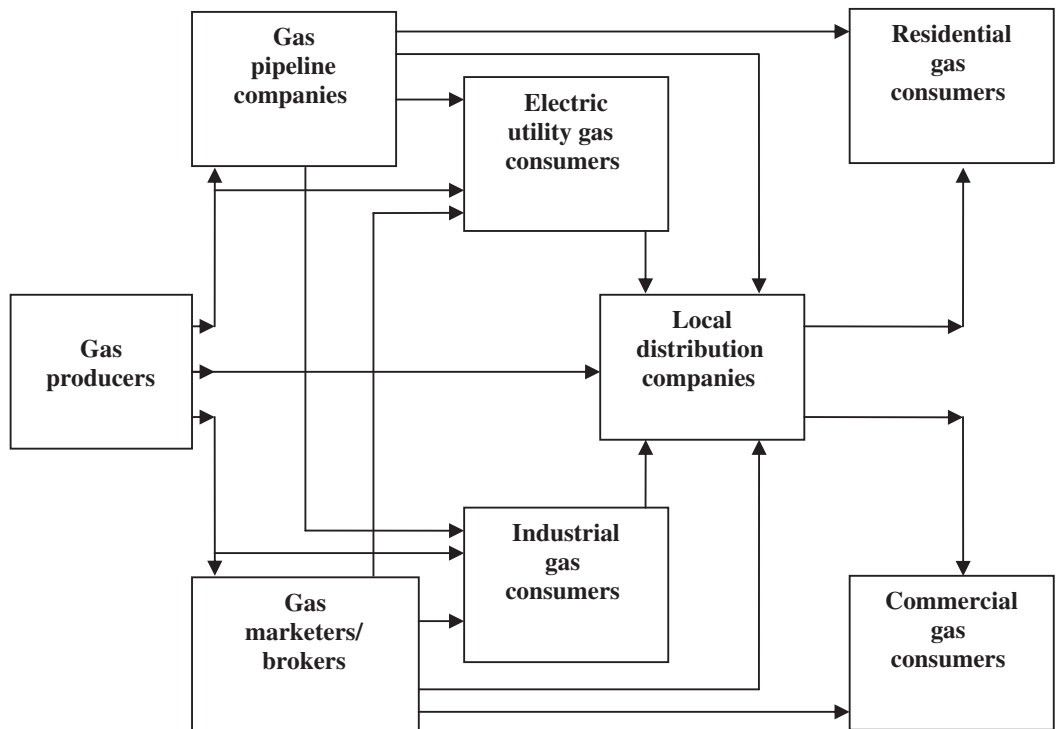 Gas
pipeline
companies
Residential
gas
consumers
Electric
utility gas
consumers
Gas
producers
Local
distribution
companies
Industrial
gas
consumers
Gas
marketers/
brokers
Commercial
gas
consumers